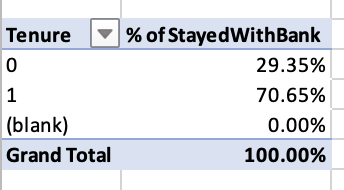 Tenure % of StayedWithBank
0 29.35%
1 70.65%
(blank) 0.00%
Grand Total 100.00%